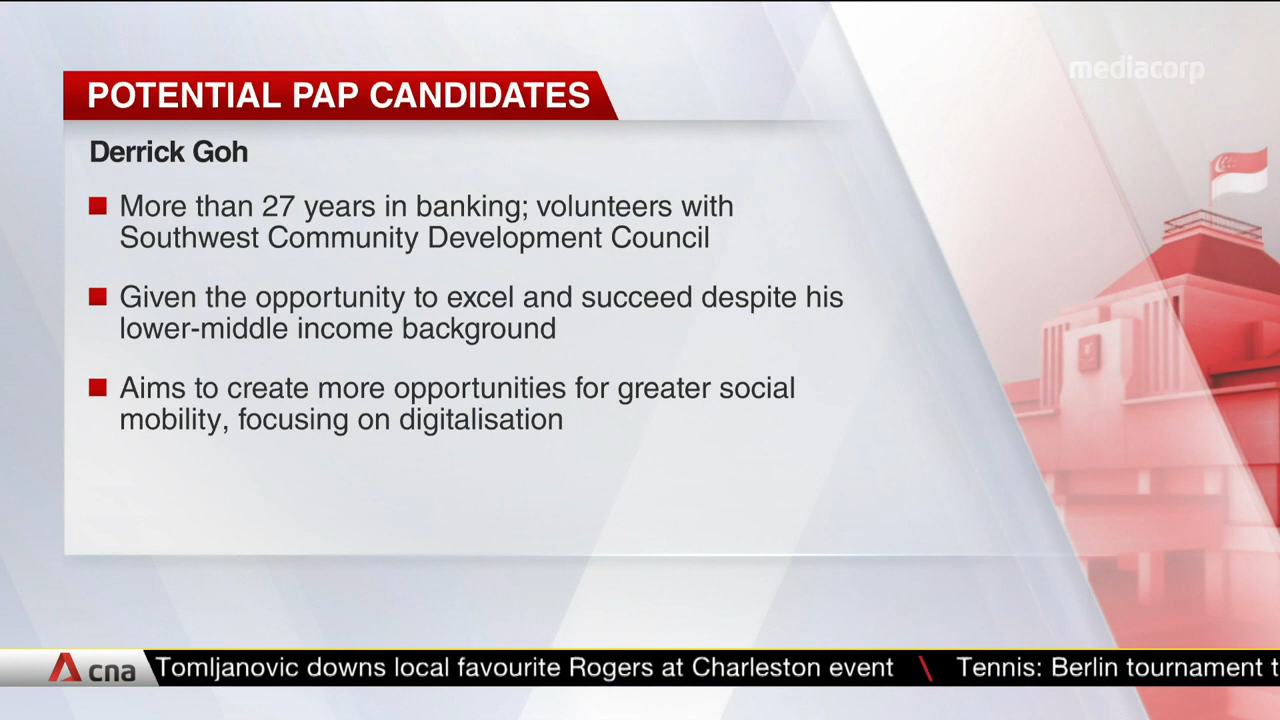 mediacorp
POTENTIAL PAP CANDIDATES
Derrick Goh
More than 27 years in banking; volunteers with
Southwest Community Development Council
Given the opportunity to excel and succeed despite his
lower-middle income background
Aims to create more opportunities for greater social
mobility, focusing on digitalisation
cna Tomljanovic downs local favourite Rogers at Charleston event \ Tennis: Berlin tournament t